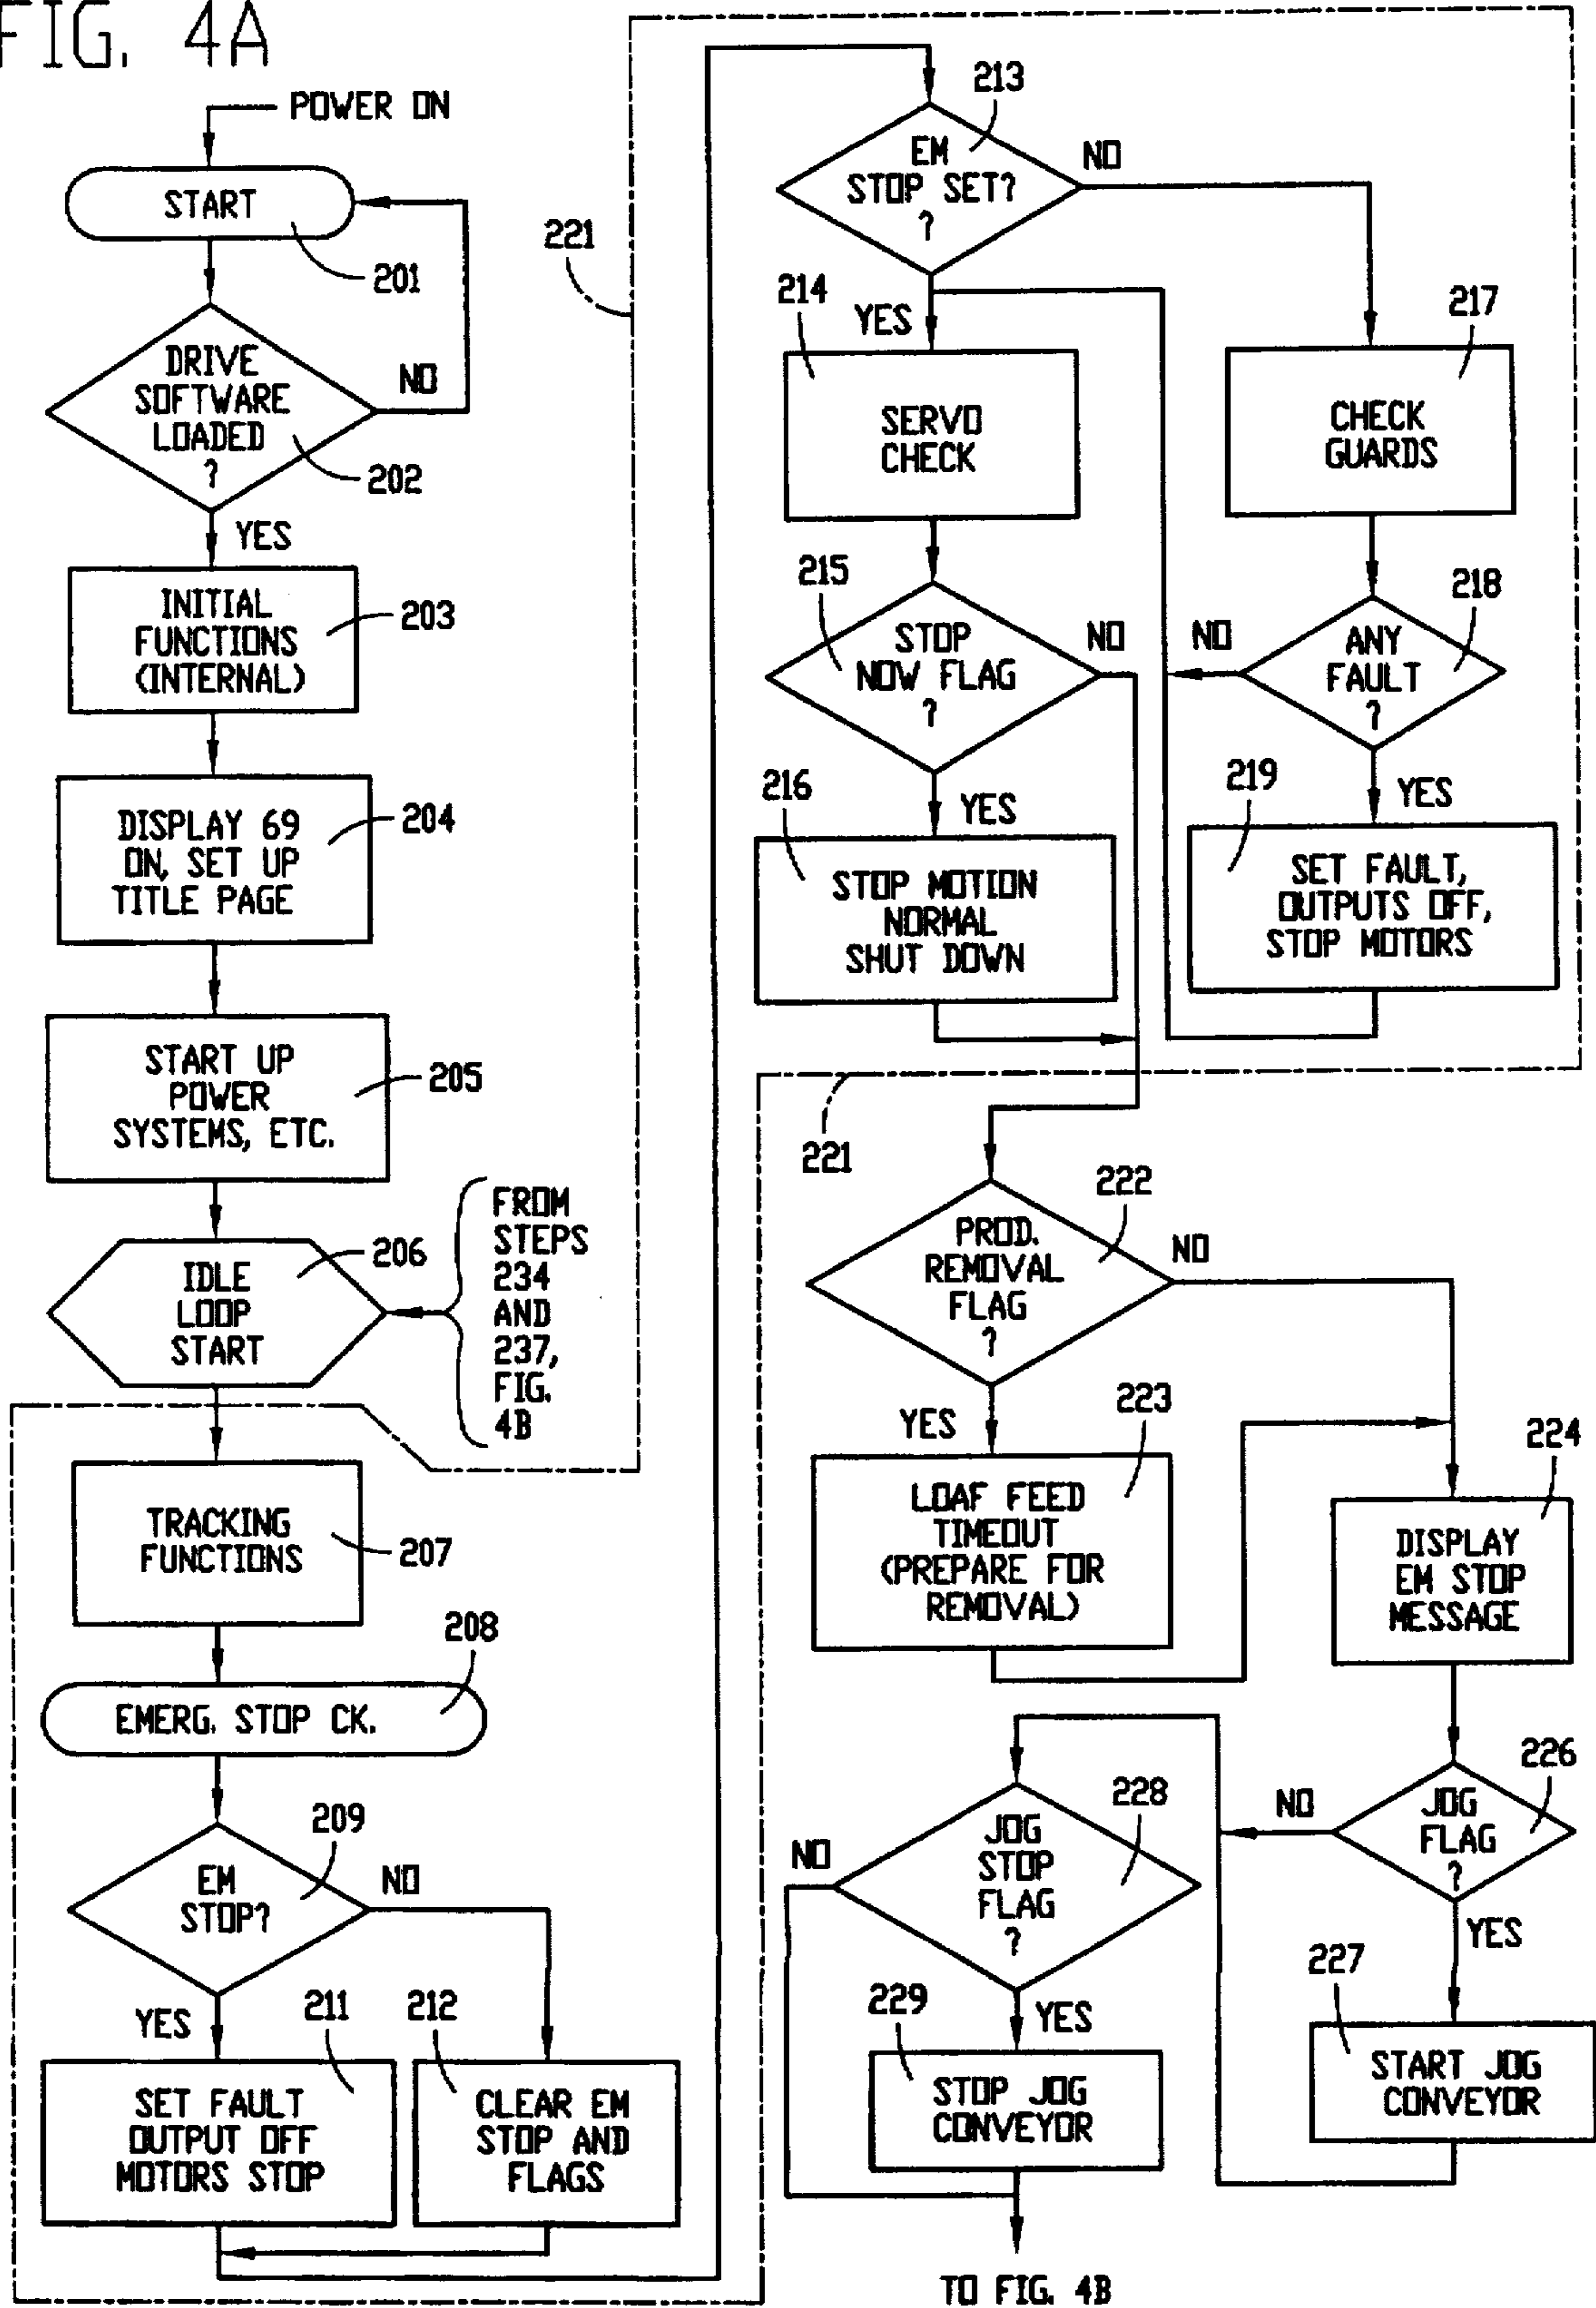 FIG. 4A
POWER ON
START
201
DRIVE
SOFTWARE
LOADED
?
202
NO
YES
INITIAL
FUNCTIONS
(INTERNAL)
203
DISPLAY 69
ON, SET UP
TITLE PAGE
204
START UP
POWER
SYSTEMS, ETC.
205
IDLE
LOOP
START
206
FROM
STEPS
234
AND
237,
FIG.
4B
TRACKING
FUNCTIONS
207
208
EMERG. STOP CK.
209
EM
STOP?
NO
YES
211
SET FAULT
OUTPUT OFF
MOTORS STOP
212
CLEAR EM
STOP AND
FLAGS
221
213
EM
STOP SET?
?
NO
YES
214
SERVO
CHECK
217
CHECK
GUARDS
215
STOP
NOW FLAG
?
NO
YES
218
ANY
FAULT
?
NO
YES
216
STOP MOTION
NORMAL
SHUT DOWN
219
SET FAULT,
OUTPUTS OFF,
STOP MOTORS
221
222
PROD.
REMOVAL
FLAG
?
NO
YES
223
LOAF FEED
TIMEOUT
(PREPARE FOR
REMOVAL)
224
DISPLAY
EM STOP
MESSAGE
226
JOG
FLAG
?
NO
YES
227
START JOG
CONVEYOR
228
JOG
STOP
FLAG
?
NO
YES
229
STOP JOG
CONVEYOR
TO FIG. 4B